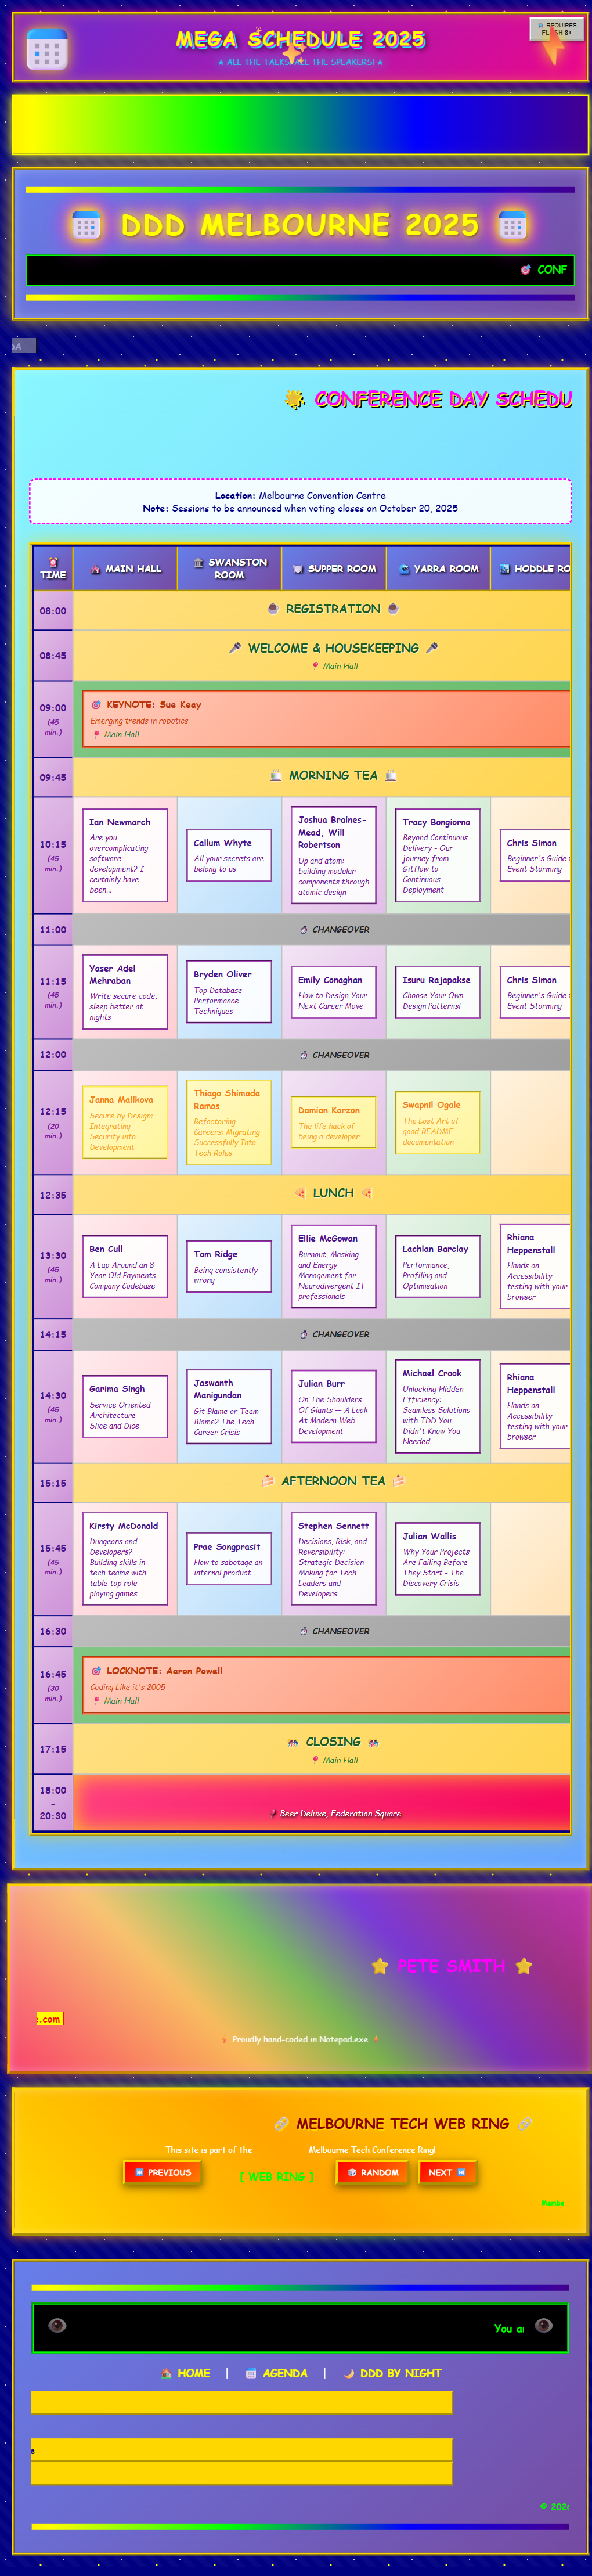 MEGA SCHEDULE 2025
★ ALL THE TALKS, ALL THE SPEAKERS! ★
REQUIRES
FLASH 8+
DDD MELBOURNE 2025
🎯 CONF
DA
CONFERENCE DAY SCHEDU
Location: Melbourne Convention Centre
Note: Sessions to be announced when voting closes on October 20, 2025
TIME
MAIN HALL
SWANSTON
ROOM
SUPPER ROOM
YARRA ROOM
HODDLE RO
08:00
REGISTRATION
08:45
WELCOME & HOUSEKEEPING
Main Hall
09:00
(45
min.)
KEYNOTE: Sue Keay
Emerging trends in robotics
Main Hall
09:45
MORNING TEA
10:15
(45
min.)
Ian Newmarch
Are you
overcomplicating
software
development? I
certainly have
been...
Callum Whyte
All your secrets are
belong to us
Joshua Braines-
Mead, Will
Robertson
Up and atom:
building modular
components through
atomic design
Tracy Bongiorno
Beyond Continuous
Delivery - Our
journey from
Gitflow to
Continuous
Deployment
Chris Simon
Beginner's Guide
Event Storming
11:00
CHANGEOVER
11:15
(45
min.)
Yaser Adel
Mehraban
Write secure code,
sleep better at
nights
Bryden Oliver
Top Database
Performance
Techniques
Emily Conaghan
How to Design Your
Next Career Move
Isuru Rajapakse
Choose Your Own
Design Patterns!
Chris Simon
Beginner's Guide
Event Storming
12:00
CHANGEOVER
12:15
(20
min.)
Janna Malikova
Secure by Design:
Integrating
Security into
Development
Thiago Shimada
Ramos
Refactoring
Careers: Migrating
Successfully Into
Tech Roles
Damian Karzon
The life hack of
being a developer
Swapnil Ogale
The Lost Art of
good README
documentation
12:35
LUNCH
13:30
(45
min.)
Ben Cull
A Lap Around an 8
Year Old Payments
Company Codebase
Tom Ridge
Being consistently
wrong
Ellie McGowan
Burnout, Masking
and Energy
Management for
Neurodivergent IT
professionals
Lachlan Barclay
Performance,
Profiling and
Optimisation
Rhiana
Heppenstall
Hands on
Accessibility
testing with your
browser
14:15
CHANGEOVER
14:30
(45
min.)
Garima Singh
Service Oriented
Architecture -
Slice and Dice
Jaswanth
Manigundan
Git Blame or Team
Blame? The Tech
Career Crisis
Julian Burr
On The Shoulders
Of Giants — A Look
At Modern Web
Development
Michael Crook
Unlocking Hidden
Efficiency:
Seamless Solutions
with TDD You
Didn't Know You
Needed
Rhiana
Heppenstall
Hands on
Accessibility
testing with your
browser
15:15
AFTERNOON TEA
15:45
(45
min.)
Kirsty McDonald
Dungeons and...
Developers?
Building skills in
tech teams with
table top role
playing games
Prae Songprasit
How to sabotage an
internal product
Stephen Sennett
Decisions, Risk, and
Reversibility:
Strategic Decision-
Making for Tech
Leaders and
Developers
Julian Wallis
Why Your Projects
Are Failing Before
They Start - The
Discovery Crisis
16:30
CHANGEOVER
16:45
(30
min.)
LOCKNOTE: Aaron Powell
Coding Like it's 2005
Main Hall
17:15
CLOSING
Main Hall
18:00
-
20:30
Beer Deluxe, Federation Square
PETE SMITH
c.com
Proudly hand-coded in Notepad.exe
MELBOURNE TECH WEB RING
This site is part of the Melbourne Tech Conference Ring!
PREVIOUS
[ WEB RING ]
RANDOM
NEXT
Membe
You ar
HOME | AGENDA | DDD BY NIGHT
© 2026